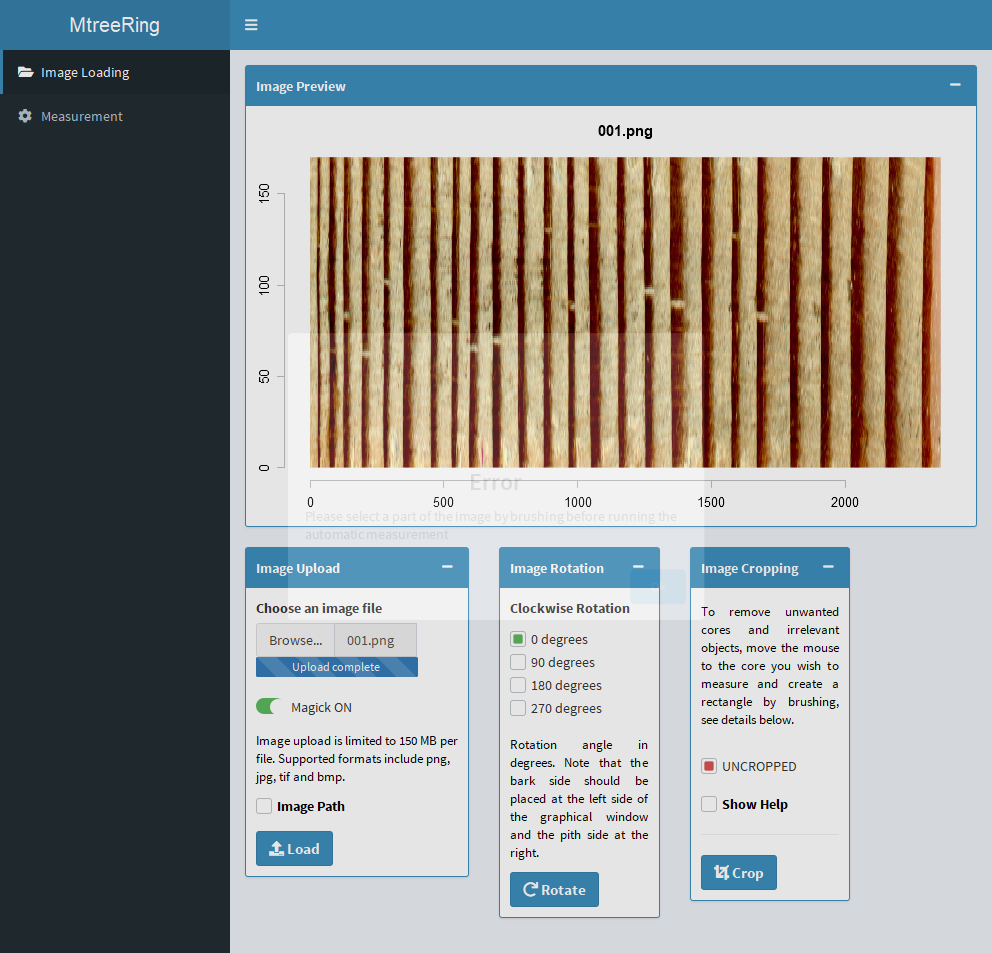 MtreeRing
Image Loading
Measurement
Image Preview
001.png
150
100
50
0
0 500 1000 1500 2000
Error
Please select a part of the image by brushing before running the
automatic measurement
Image Upload
Choose an image file
Browse... 001.png
Upload complete
Magick ON
Image upload is limited to 150 MB per
file. Supported formats include png,
jpg, tif and bmp.
Image Path
Load
Image Rotation
Clockwise Rotation
0 degrees
90 degrees
180 degrees
270 degrees
Rotation angle in
degrees. Note that the
bark side should be
placed at the left side of
the graphical window
and the pith side at the
right.
Rotate
Image Cropping
To remove unwanted
cores and irrelevant
objects, move the mouse
to the core you wish to
measure and create a
rectangle by brushing,
see details below.
UNCROPPED
Show Help
Crop